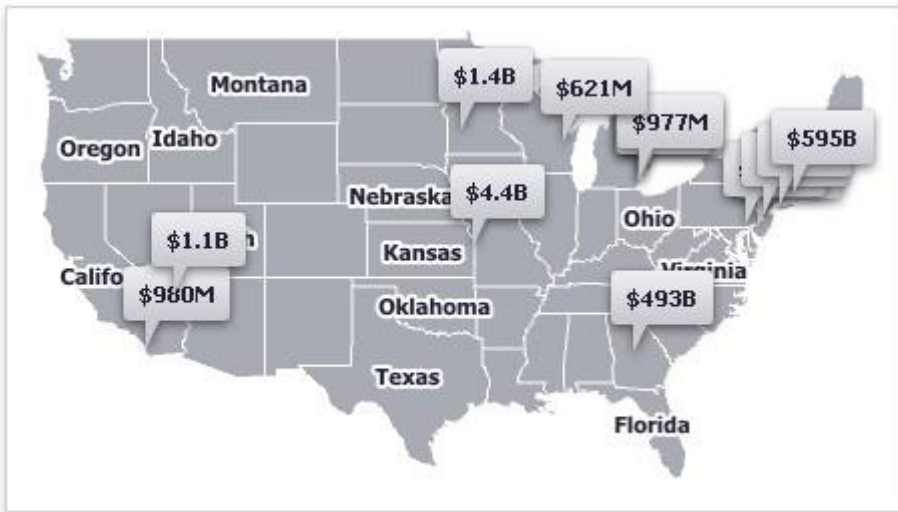 Montana
$1.4B
$621M
$977M
$595B
Oregon
Idaho
Nebraska
$4.4B
Ohio
$1.1B
Kansas
Virginia
$980M
Oklahoma
$493B
Texas
Florida